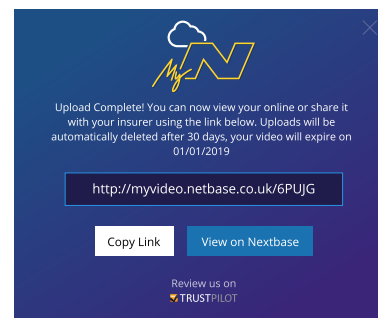 My N
Upload Complete! You can now view your online or share it
with your insurer using the link below. Uploads will be
automatically deleted after 30 days, your video will expire on
01/01/2019
http://myvideo.netbase.co.uk/6PUJG
Copy Link
View on Nextbase
Review us on
TRUSTPILOT